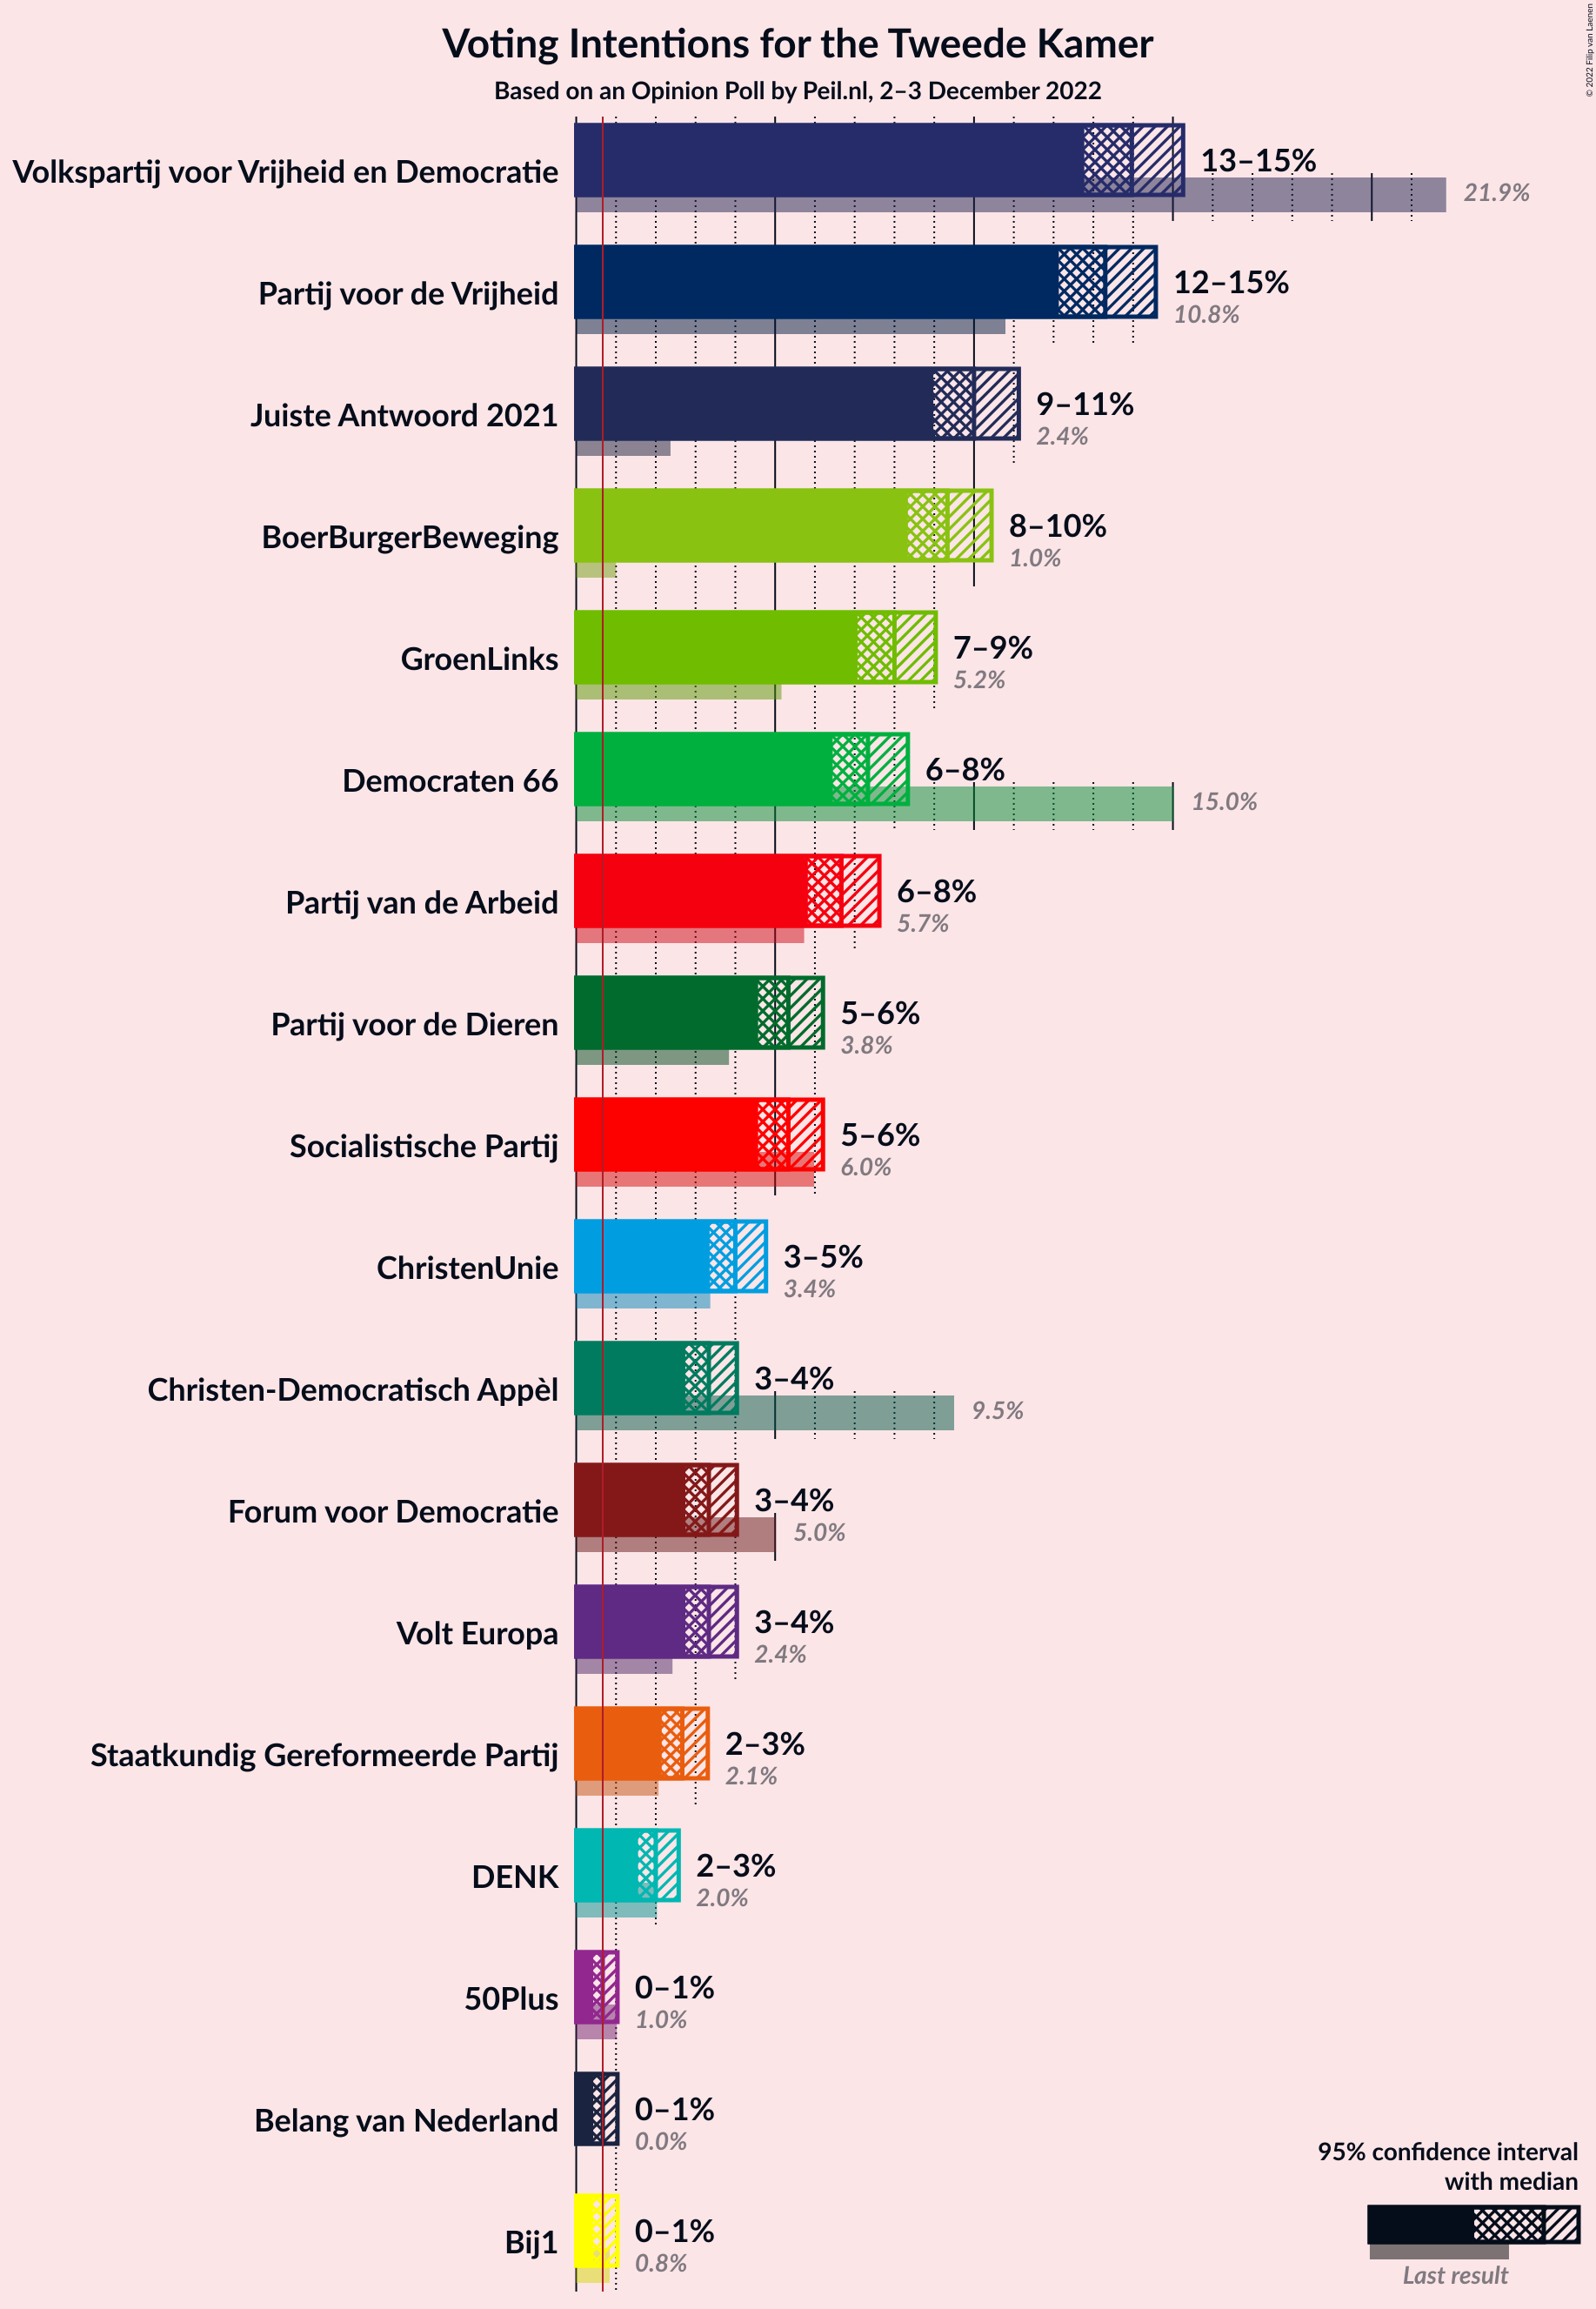 © 2022 Filip van Laenen
Voting Intentions for the Tweede Kamer
Based on an Opinion Poll by Peil.nl, 2–3 December 2022
Volkspartij voor Vrijheid en Democratie
13–15%
21.9%
Partij voor de Vrijheid
12–15%
10.8%
Juiste Antwoord 2021
9–11%
2.4%
BoerBurgerBeweging
8–10%
1.0%
GroenLinks
7–9%
5.2%
Democraten 66
6–8%
15.0%
Partij van de Arbeid
6–8%
5.7%
Partij voor de Dieren
5–6%
3.8%
Socialistische Partij
5–6%
6.0%
ChristenUnie
3–5%
3.4%
Christen-Democratisch Appèl
3–4%
9.5%
Forum voor Democratie
3–4%
5.0%
Volt Europa
3–4%
2.4%
Staatkundig Gereformeerde Partij
2–3%
2.1%
DENK
2–3%
2.0%
50Plus
0–1%
1.0%
Belang van Nederland
0–1%
0.0%
Bij1
0–1%
0.8%
95% confidence interval
with median
Last result